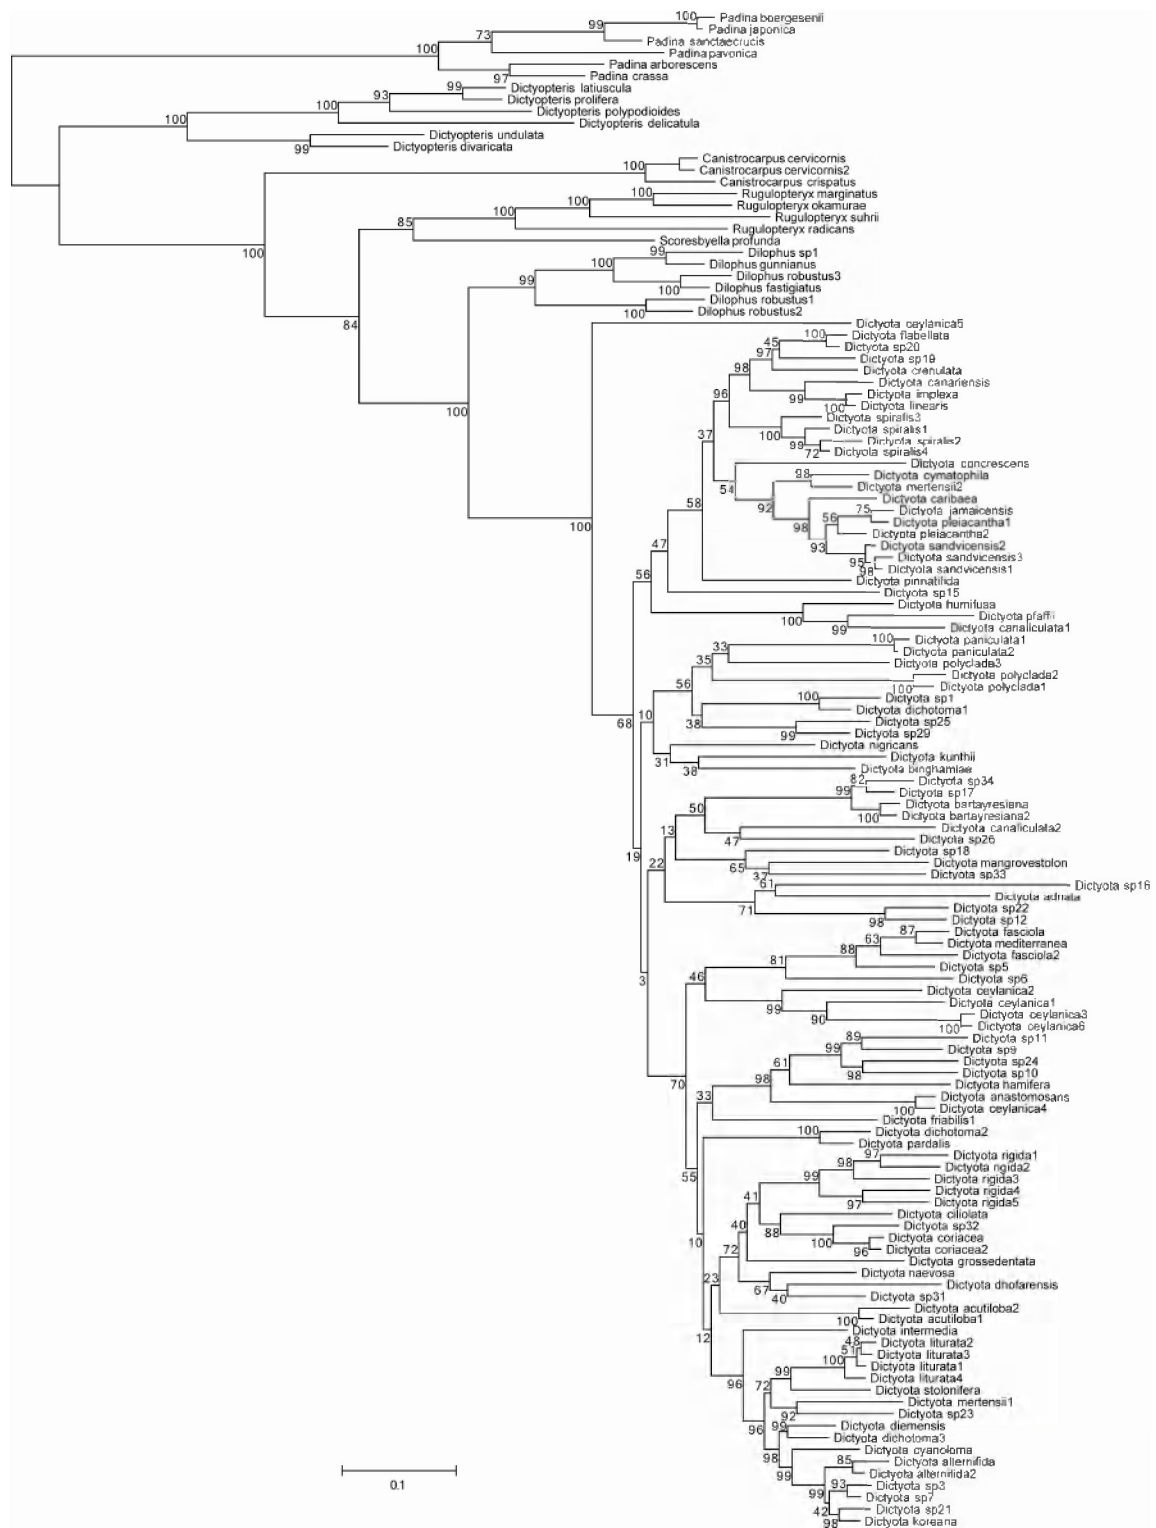 100 Padina boergesenii
99 Padina japonica
73 Padina sanctaecrucis
100 Padina pavonica
Padina arborescens
97 Padina crassa
99 Dictyopteris latiuscula
93 Dictyopteris prolifera
100 Dictyopteris polypodioides
100 Dictyopteris delicatula
Dictyopteris undulata
99 Dictyopteris divaricata
Canistrocarpus cervicornis
100 Canistrocarpus cervicornis2
Canistrocarpus crispatus
100 Rugulopteryx marginatus
100 Rugulopteryx okamurae
100 Rugulopteryx suhrii
85 Rugulopteryx radicans
Scoresbyella profunda
100
99 Dilophus sp1
100 Dilophus gunnianus
99 Dilophus robustus3
100 Dilophus fastigiatus
Dilophus robustus1
100 Dilophus robustus2
84
Dictyota ceylanica5
100 Dictyota flabellata
45 Dictyota sp20
97 Dictyota sp19
98 Dictyota crenulata
Dictyota canariensis
99 Dictyota implexa
96 100 Dictyota linearis
100
Dictyota spiralis3
100 Dictyota spiralis1
37 99 Dictyota spiralis2
72 Dictyota spiralis4
Dictyota concrescens
98 Dictyota cymatophila
54 Dictyota mertensii2
92 Dictyota caribaea
58 75 Dictyota jamaicensis
98 56 Dictyota pleiacantha1
100 Dictyota pleiacantha2
93 Dictyota sandvicensis2
47 95 Dictyota sandvicensis3
98 Dictyota sandvicensis1
56 Dictyota pinnatifida
Dictyota sp15
Dictyota humifusa
100 Dictyota pfaffii
99 Dictyota canaliculata1
100 Dictyota paniculata1
33 Dictyota paniculata2
35 Dictyota polyclada3
Dictyota polyclada2
56 100 Dictyota polyclada1
100 Dictyota sp1
Dictyota dichotoma1
68 10 38 Dictyota sp25
99 Dictyota sp29
Dictyota nigricans
31 Dictyota kunthii
38 Dictyota binghamiae
82 Dictyota sp34
99 Dictyota sp17
50 Dictyota bartayresiana
100 Dictyota bartayresiana2
13 Dictyota canaliculata2
47 Dictyota sp26
19 22 Dictyota sp18
65 Dictyota mangrovestolon
37 Dictyota sp33
61 Dictyota sp16
Dictyota adnata
71 Dictyota sp22
98 Dictyota sp12
87 Dictyota fasciola
63 Dictyota mediterranea
88 Dictyota fasciola2
81 Dictyota sp5
3 46 Dictyota sp6
Dictyota ceylanica2
99 Dictyota ceylanica1
90 Dictyota ceylanica3
100 Dictyota ceylanica6
89 Dictyota sp11
99 Dictyota sp9
61 Dictyota sp24
98 98 Dictyota sp10
70 Dictyota hamifera
33 Dictyota anastomosans
100 Dictyota ceylanica4
Dictyota friabilis1
100 Dictyota dichotoma2
Dictyota pardalis
97 Dictyota rigida1
98 Dictyota rigida2
55 99 Dictyota rigida3
Dictyota rigida4
41 97 Dictyota rigida5
Dictyota ciliolata
40 88 Dictyota sp32
10 100 Dictyota coriacea
96 Dictyota coriacea2
72 Dictyota grossedentata
Dictyota naevosa
23 67 Dictyota dhofarensis
40 Dictyota sp31
Dictyota acutiloba2
100 Dictyota acutiloba1
12 Dictyota intermedia
48 Dictyota liturata2
51 Dictyota liturata3
100 Dictyota liturata1
99 Dictyota liturata4
96 72 Dictyota stolonifera
Dictyota mertensii1
92 Dictyota sp23
96 99 Dictyota diemensis
Dictyota dichotoma3
98 Dictyota cyanoloma
85 Dictyota alternifida
99 Dictyota alternifida2
99 93 Dictyota sp3
Dictyota sp7
42 Dictyota sp21
98 Dictyota koreana
0.1